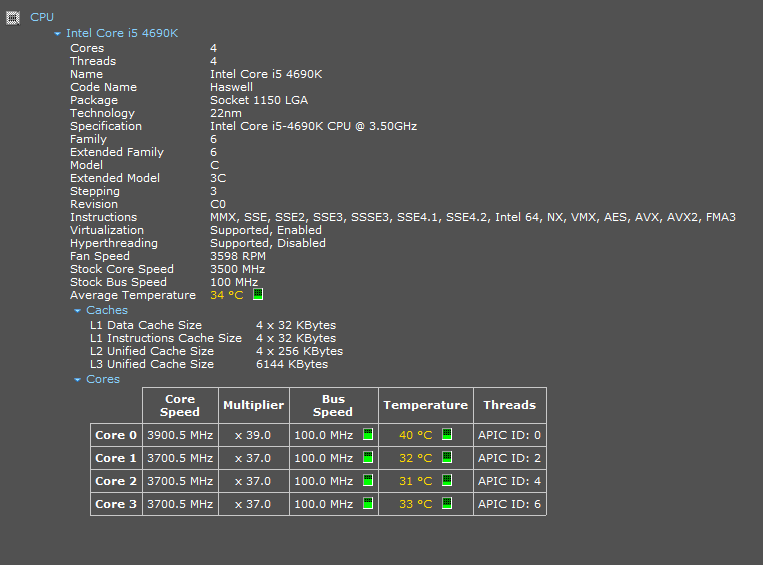 CPU
Intel Core i5 4690K
Cores 4
Threads 4
Name Intel Core i5 4690K
Code Name Haswell
Package Socket 1150 LGA
Technology 22nm
Specification Intel Core i5-4690K CPU @ 3.50GHz
Family 6
Extended Family 6
Model C
Extended Model 3C
Stepping 3
Revision C0
Instructions MMX, SSE, SSE2, SSE3, SSSE3, SSE4.1, SSE4.2, Intel 64, NX, VMX, AES, AVX, AVX2, FMA3
Virtualization Supported, Enabled
Hyperthreading Supported, Disabled
Fan Speed 3598 RPM
Stock Core Speed 3500 MHz
Stock Bus Speed 100 MHz
Average Temperature 34 °C
Caches
L1 Data Cache Size 4 x 32 KBytes
L1 Instructions Cache Size 4 x 32 KBytes
L2 Unified Cache Size 4 x 256 KBytes
L3 Unified Cache Size 6144 KBytes
Cores
Core Speed Multiplier Bus Speed Temperature Threads
Core 0 3900.5 MHz x 39.0 100.0 MHz 40 °C APIC ID: 0
Core 1 3700.5 MHz x 37.0 100.0 MHz 32 °C APIC ID: 2
Core 2 3700.5 MHz x 37.0 100.0 MHz 31 °C APIC ID: 4
Core 3 3700.5 MHz x 37.0 100.0 MHz 33 °C APIC ID: 6